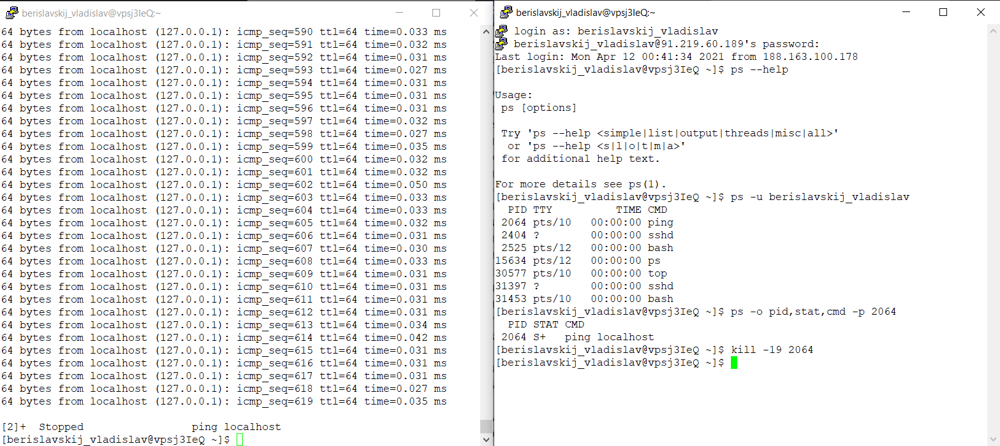 berislavskij_vladislav@vpsj3IeQ:~
64 bytes from localhost (127.0.0.1): icmp_seq=590 ttl=64 time=0.033 ms
64 bytes from localhost (127.0.0.1): icmp_seq=591 ttl=64 time=0.032 ms
64 bytes from localhost (127.0.0.1): icmp_seq=592 ttl=64 time=0.031 ms
64 bytes from localhost (127.0.0.1): icmp_seq=593 ttl=64 time=0.027 ms
64 bytes from localhost (127.0.0.1): icmp_seq=594 ttl=64 time=0.031 ms
64 bytes from localhost (127.0.0.1): icmp_seq=595 ttl=64 time=0.031 ms
64 bytes from localhost (127.0.0.1): icmp_seq=596 ttl=64 time=0.031 ms
64 bytes from localhost (127.0.0.1): icmp_seq=597 ttl=64 time=0.032 ms
64 bytes from localhost (127.0.0.1): icmp_seq=598 ttl=64 time=0.027 ms
64 bytes from localhost (127.0.0.1): icmp_seq=599 ttl=64 time=0.035 ms
64 bytes from localhost (127.0.0.1): icmp_seq=600 ttl=64 time=0.032 ms
64 bytes from localhost (127.0.0.1): icmp_seq=601 ttl=64 time=0.032 ms
64 bytes from localhost (127.0.0.1): icmp_seq=602 ttl=64 time=0.050 ms
64 bytes from localhost (127.0.0.1): icmp_seq=603 ttl=64 time=0.033 ms
64 bytes from localhost (127.0.0.1): icmp_seq=604 ttl=64 time=0.033 ms
64 bytes from localhost (127.0.0.1): icmp_seq=605 ttl=64 time=0.032 ms
64 bytes from localhost (127.0.0.1): icmp_seq=606 ttl=64 time=0.031 ms
64 bytes from localhost (127.0.0.1): icmp_seq=607 ttl=64 time=0.030 ms
64 bytes from localhost (127.0.0.1): icmp_seq=608 ttl=64 time=0.033 ms
64 bytes from localhost (127.0.0.1): icmp_seq=609 ttl=64 time=0.031 ms
64 bytes from localhost (127.0.0.1): icmp_seq=610 ttl=64 time=0.031 ms
64 bytes from localhost (127.0.0.1): icmp_seq=611 ttl=64 time=0.031 ms
64 bytes from localhost (127.0.0.1): icmp_seq=612 ttl=64 time=0.031 ms
64 bytes from localhost (127.0.0.1): icmp_seq=613 ttl=64 time=0.034 ms
64 bytes from localhost (127.0.0.1): icmp_seq=614 ttl=64 time=0.042 ms
64 bytes from localhost (127.0.0.1): icmp_seq=615 ttl=64 time=0.031 ms
64 bytes from localhost (127.0.0.1): icmp_seq=616 ttl=64 time=0.031 ms
64 bytes from localhost (127.0.0.1): icmp_seq=617 ttl=64 time=0.031 ms
64 bytes from localhost (127.0.0.1): icmp_seq=618 ttl=64 time=0.027 ms
64 bytes from localhost (127.0.0.1): icmp_seq=619 ttl=64 time=0.035 ms
[2]+  Stopped                 ping localhost
[berislavskij_vladislav@vpsj3IeQ ~]$
berislavskij_vladislav@vpsj3IeQ:~
login as: berislavskij_vladislav
berislavskij_vladislav@91.219.60.189's password:
Last login: Mon Apr 12 00:41:34 2021 from 188.163.100.178
[berislavskij_vladislav@vpsj3IeQ ~]$ ps --help
Usage:
 ps [options]
 Try 'ps --help <simple|list|output|threads|misc|all>'
  or 'ps --help <s|l|o|t|m|a>'
 for additional help text.
For more details see ps(1).
[berislavskij_vladislav@vpsj3IeQ ~]$ ps -u berislavskij_vladislav
  PID TTY          TIME CMD
 2064 pts/10   00:00:00 ping
 2404 ?        00:00:00 sshd
 2525 pts/12   00:00:00 bash
15634 pts/12   00:00:00 ps
30577 pts/10   00:00:00 top
31397 ?        00:00:00 sshd
31453 pts/10   00:00:00 bash
[berislavskij_vladislav@vpsj3IeQ ~]$ ps -o pid,stat,cmd -p 2064
  PID STAT CMD
 2064 S+   ping localhost
[berislavskij_vladislav@vpsj3IeQ ~]$ kill -19 2064
[berislavskij_vladislav@vpsj3IeQ ~]$